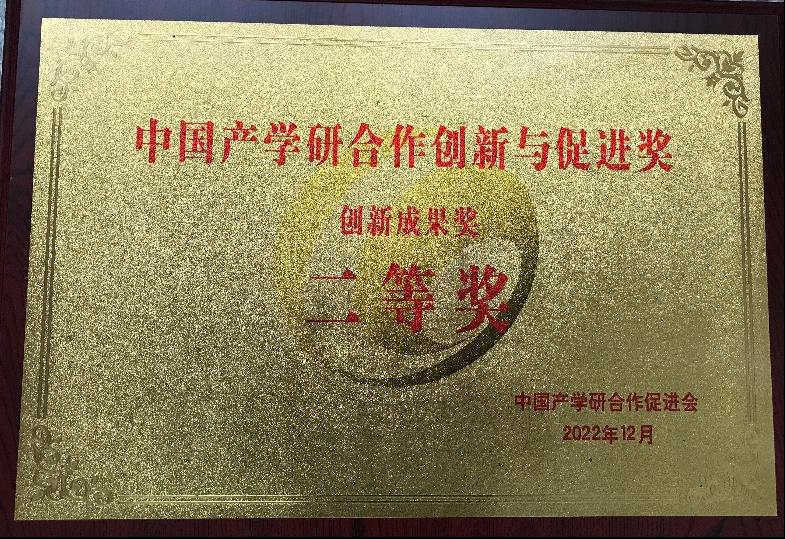 中国产学研合作创新与促进奖
创新成果奖
二等奖
中国产学研合作促进会
2022年12月